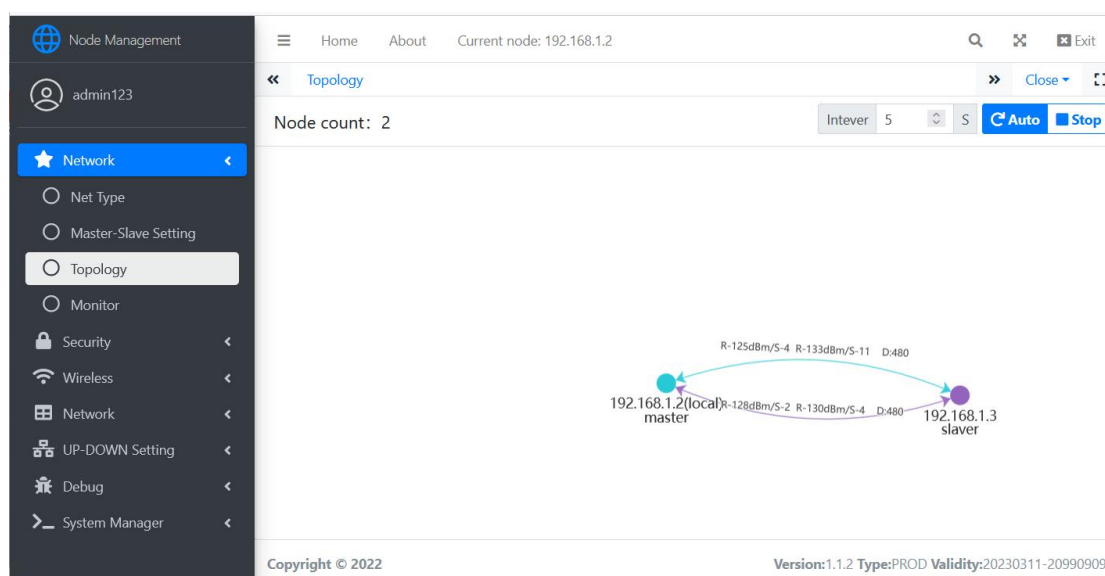 Node Management
Home About Current node: 192.168.1.2 Exit
admin123
Topology Close
Node count: 2 Intever 5 S Auto Stop
Network
Net Type
Master-Slave Setting
Topology
Monitor
Security
Wireless
Network
UP-DOWN Setting
Debug
System Manager
R-125dBm/S-4 R-133dBm/S-11 D:480
192.168.1.2(local)
master
R-128dBm/S-2 R-130dBm/S-4 D:480
192.168.1.3
slaver
Copyright © 2022 Version:1.1.2 Type:PROD Validity:20230311-20990909